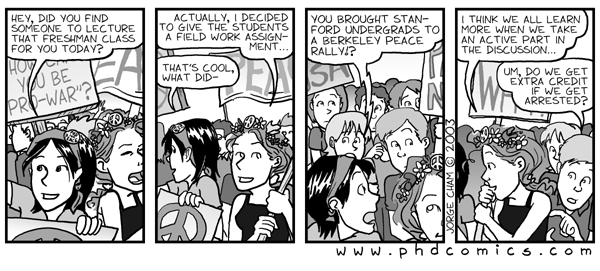 HEY, DID YOU FIND
SOMEONE TO LECTURE
THAT FRESHMAN CLASS
FOR YOU TODAY?
YOU BE
PRO-WAR"?
ACTUALLY, I DECIDED
TO GIVE THE STUDENTS
A FIELD WORK ASSIGN-
MENT...
THAT'S COOL,
WHAT DID-
YOU BROUGHT STAN-
FORD UNDERGRADS TO
A BERKELEY PEACE
RALLY!?
I THINK WE ALL LEARN
MORE WHEN WE TAKE
AN ACTIVE PART IN
THE DISCUSSION...
UM, DO WE GET
EXTRA CREDIT
IF WE GET
ARRESTED?
JORGE CHAM © 2003
www.phdcomics.com